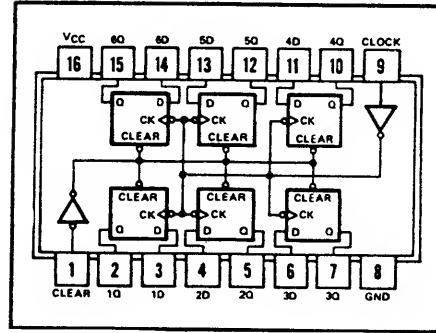 VCC 6Q 6D 5D 5Q 4D 4Q CLOCK
16 15 14 13 12 11 10 9
Q D D Q D Q
CK CK CK
CLEAR CLEAR CLEAR
CLEAR CLEAR CLEAR
CK CK CK
Q D D Q D Q
1 2 3 4 5 6 7 8
CLEAR 1Q 1D 2D 2Q 3D 3Q GND